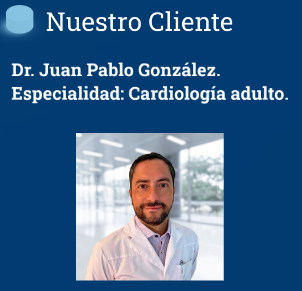 Nuestro Cliente
Dr. Juan Pablo González.
Especialidad: Cardiología adulto.